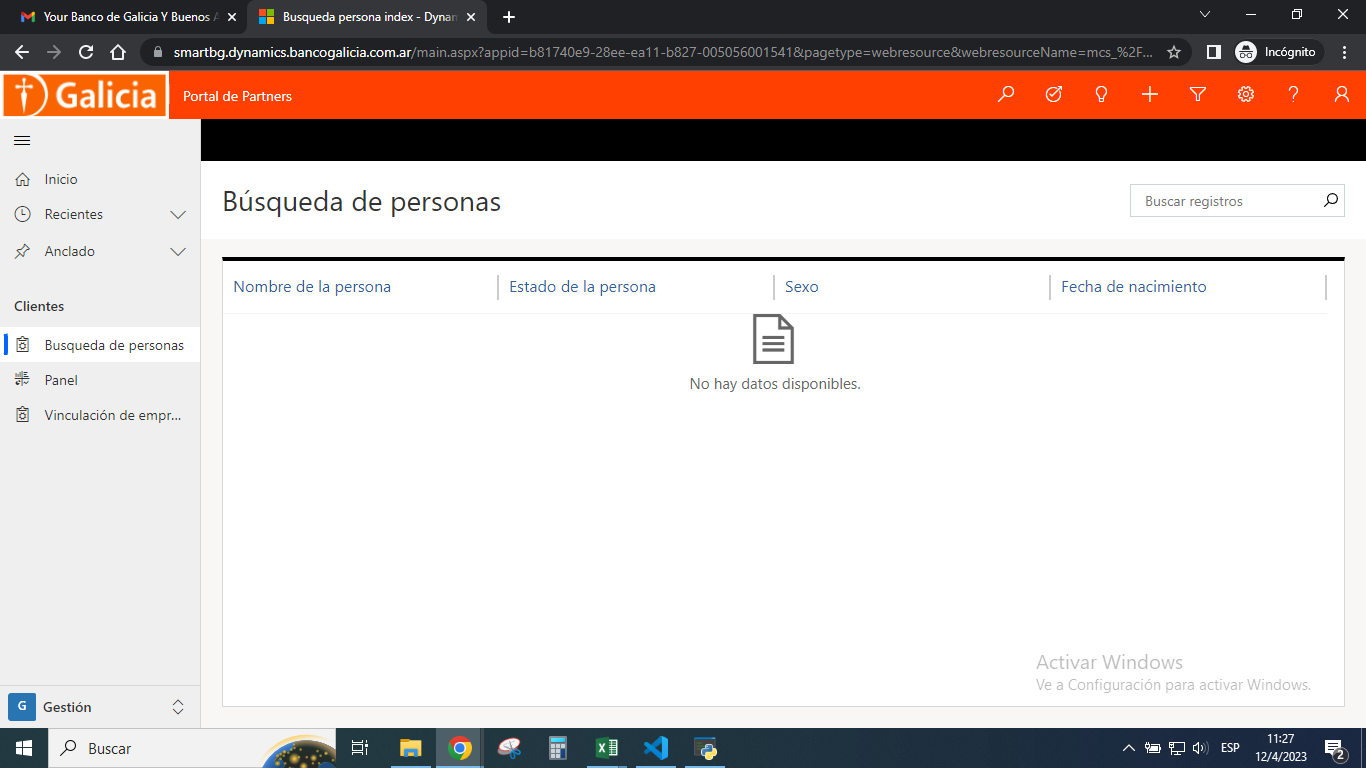 Your Banco de Galicia Y Buenos A
Busqueda persona index - Dynam
smartbg.dynamics.bancogalicia.com.ar/main.aspx?appid=b81740e9-28ee-ea11-b827-005056001541&pagetype=webresource&webresourceName=mcs_%2F...
Incógnito
Galicia
Portal de Partners
Inicio
Recientes
Anclado
Clientes
Busqueda de personas
Panel
Vinculación de empr...
Gestión
G
Búsqueda de personas
Buscar registros
Nombre de la persona
Estado de la persona
Sexo
Fecha de nacimiento
No hay datos disponibles.
Activar Windows
Ve a Configuración para activar Windows.
Buscar
ESP
11:27
12/4/2023
2